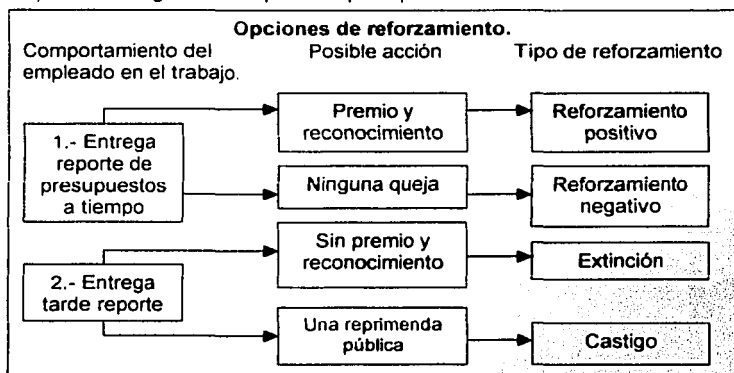 Opciones de reforzamiento.
Comportamiento del
empleado en el trabajo.
Posible acción
Tipo de reforzamiento
1.- Entrega
reporte de
presupuestos
a tiempo
Premio y
reconocimiento
Reforzamiento
positivo
Ninguna queja
Reforzamiento
negativo
2.- Entrega
tarde reporte
Sin premio y
reconocimiento
Extinción
Una reprimenda
pública
Castigo